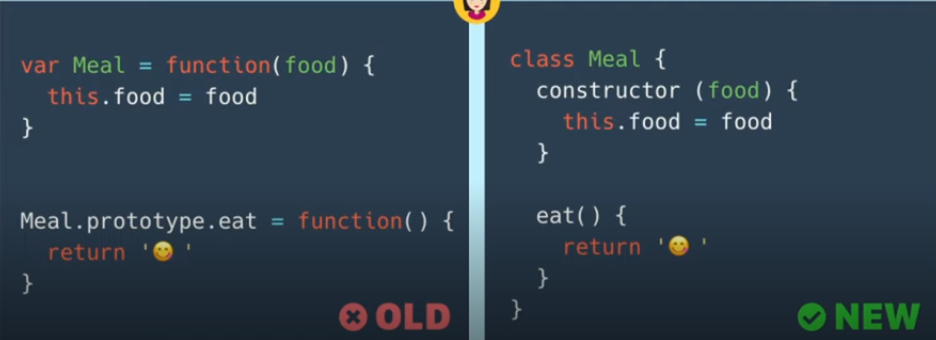 var Meal = function(food) {
this.food = food
}
Meal.prototype.eat = function() {
return '😋 '
}
OLD
class Meal {
constructor (food) {
this.food = food
}
eat() {
return '😋 '
}
}
NEW